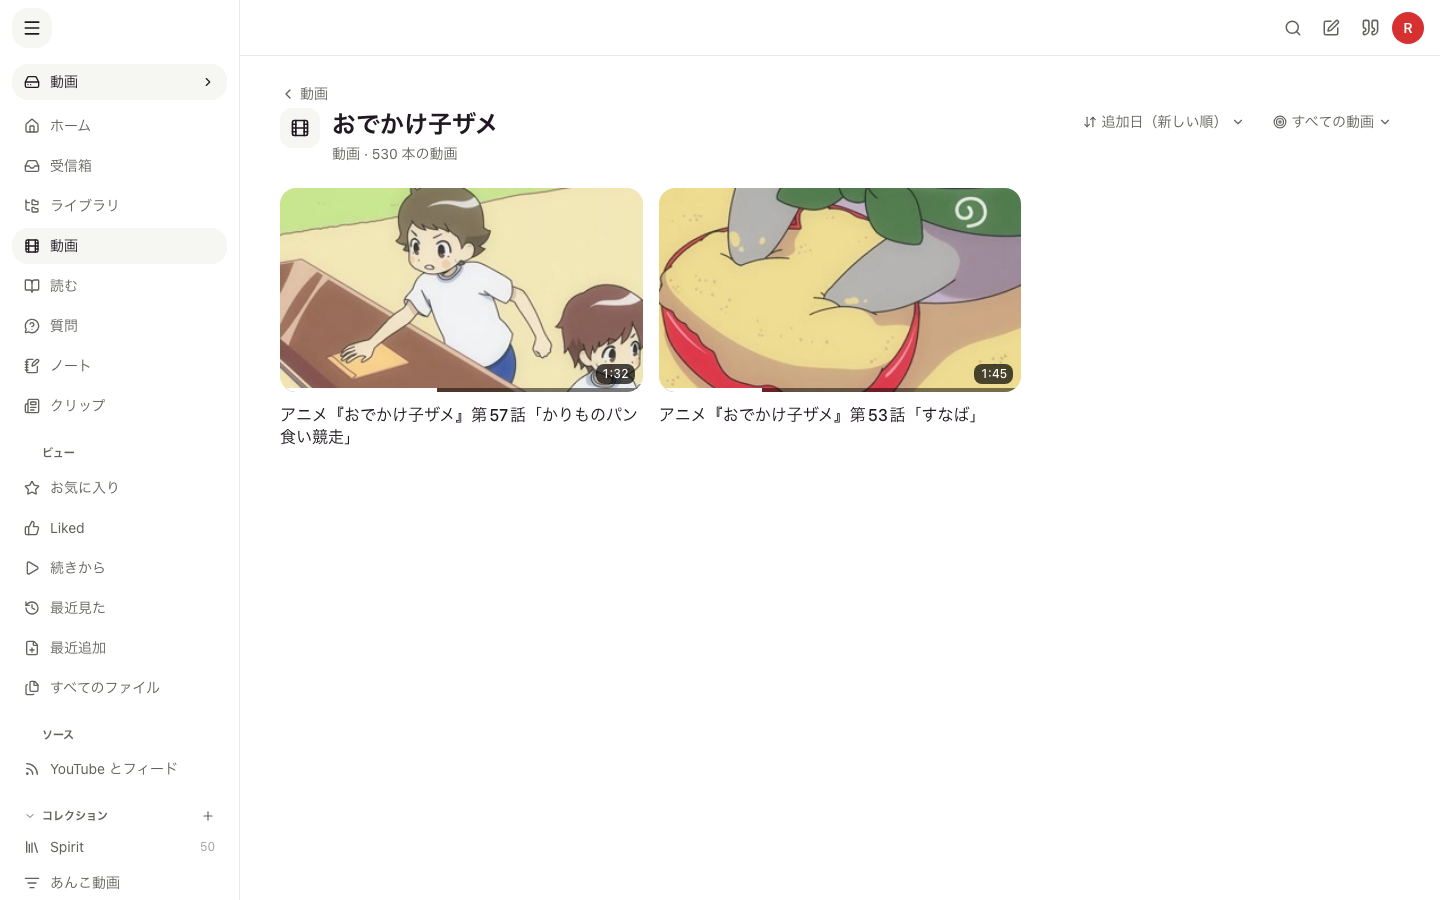 動画
ホーム
受信箱
ライブラリ
動画
読む
質問
ノート
クリップ
ビュー
お気に入り
Liked
続きから
最近見た
最近追加
すべてのファイル
ソース
YouTube とフィード
コレクション
Spirit 50
あんこ動画
R
動画
おでかけ子ザメ
動画 · 530 本の動画
追加日（新しい順）
すべての動画
1:32
アニメ『おでかけ子ザメ』第57話「かりものパン
食い競走」
1:45
アニメ『おでかけ子ザメ』第53話「すなば」